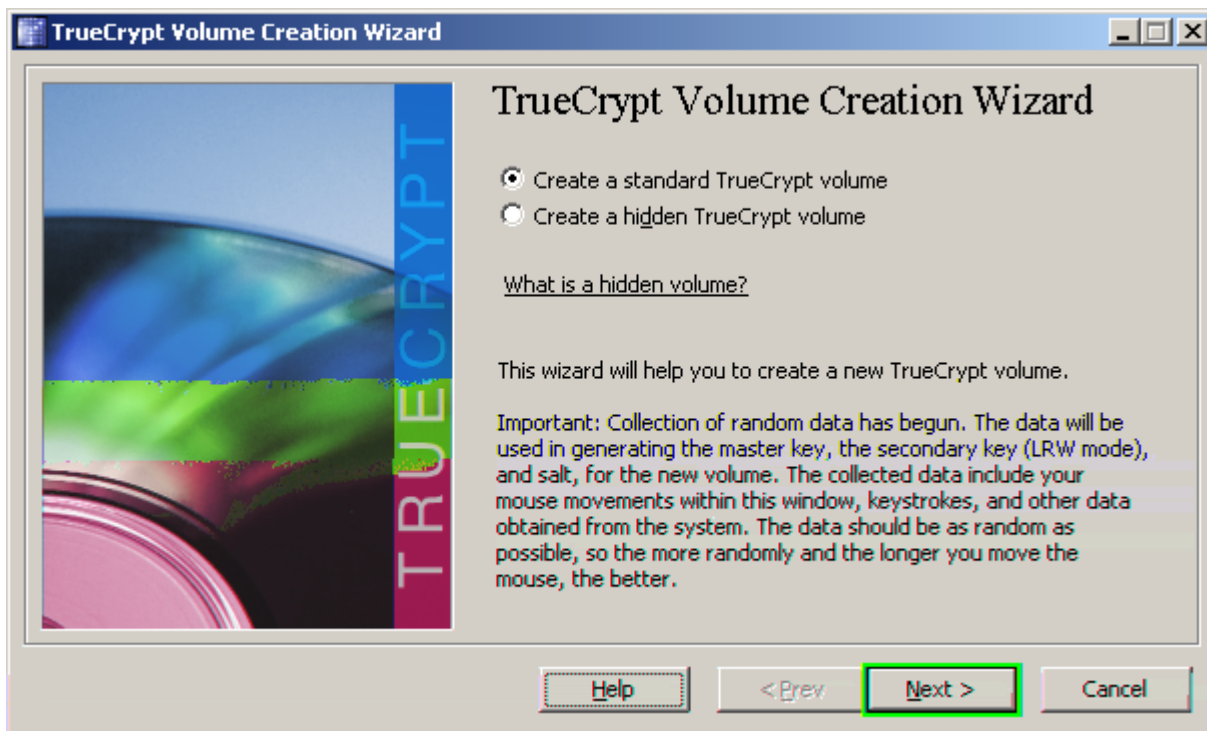 TrueCrypt Volume Creation Wizard
TrueCrypt Volume Creation Wizard
Create a standard TrueCrypt volume
Create a hidden TrueCrypt volume
What is a hidden volume?
This wizard will help you to create a new TrueCrypt volume.
Important: Collection of random data has begun. The data will be
used in generating the master key, the secondary key (LRW mode),
and salt, for the new volume. The collected data include your
mouse movements within this window, keystrokes, and other data
obtained from the system. The data should be as random as
possible, so the more randomly and the longer you move the
mouse, the better.
TRUECRYPT
Help
< Prev
Next >
Cancel